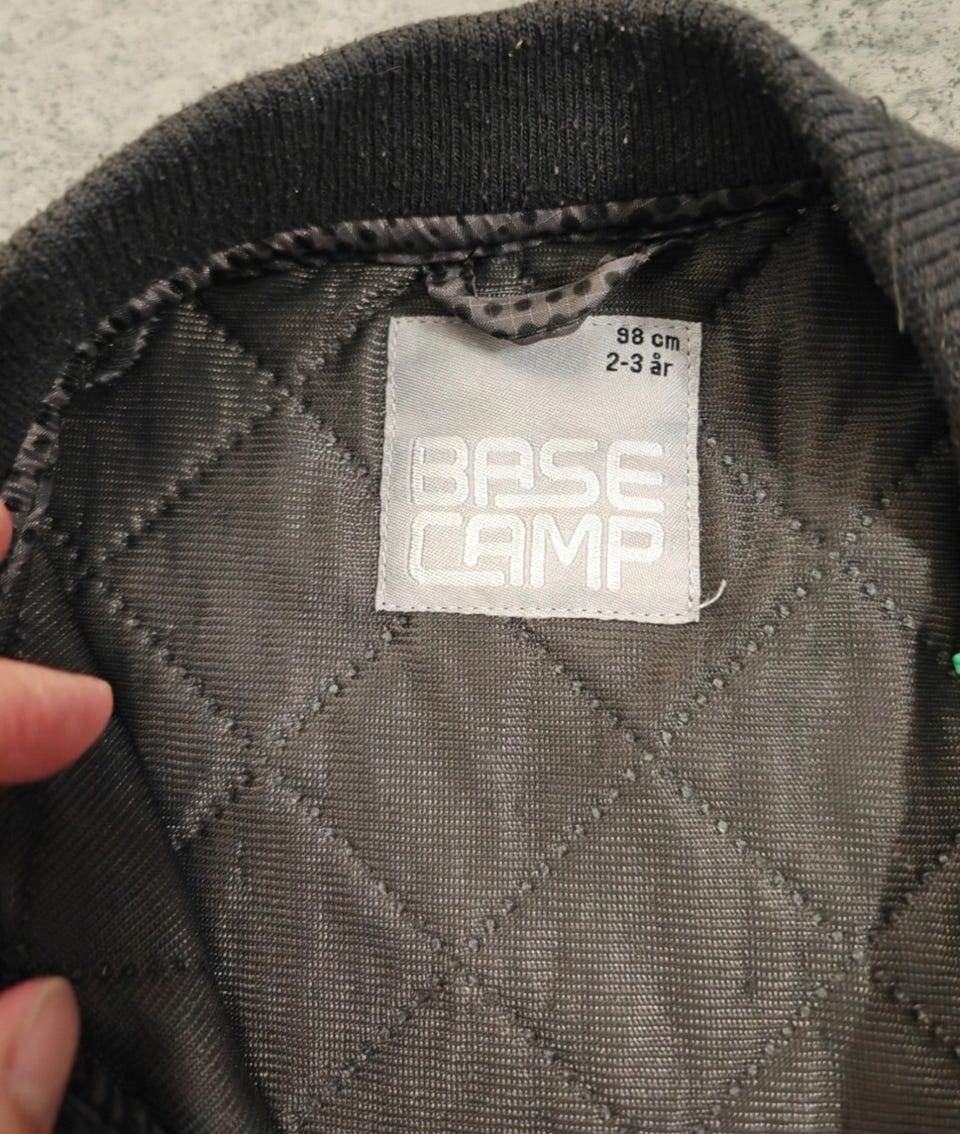 98 cm
2-3 år
BASE
CAMP